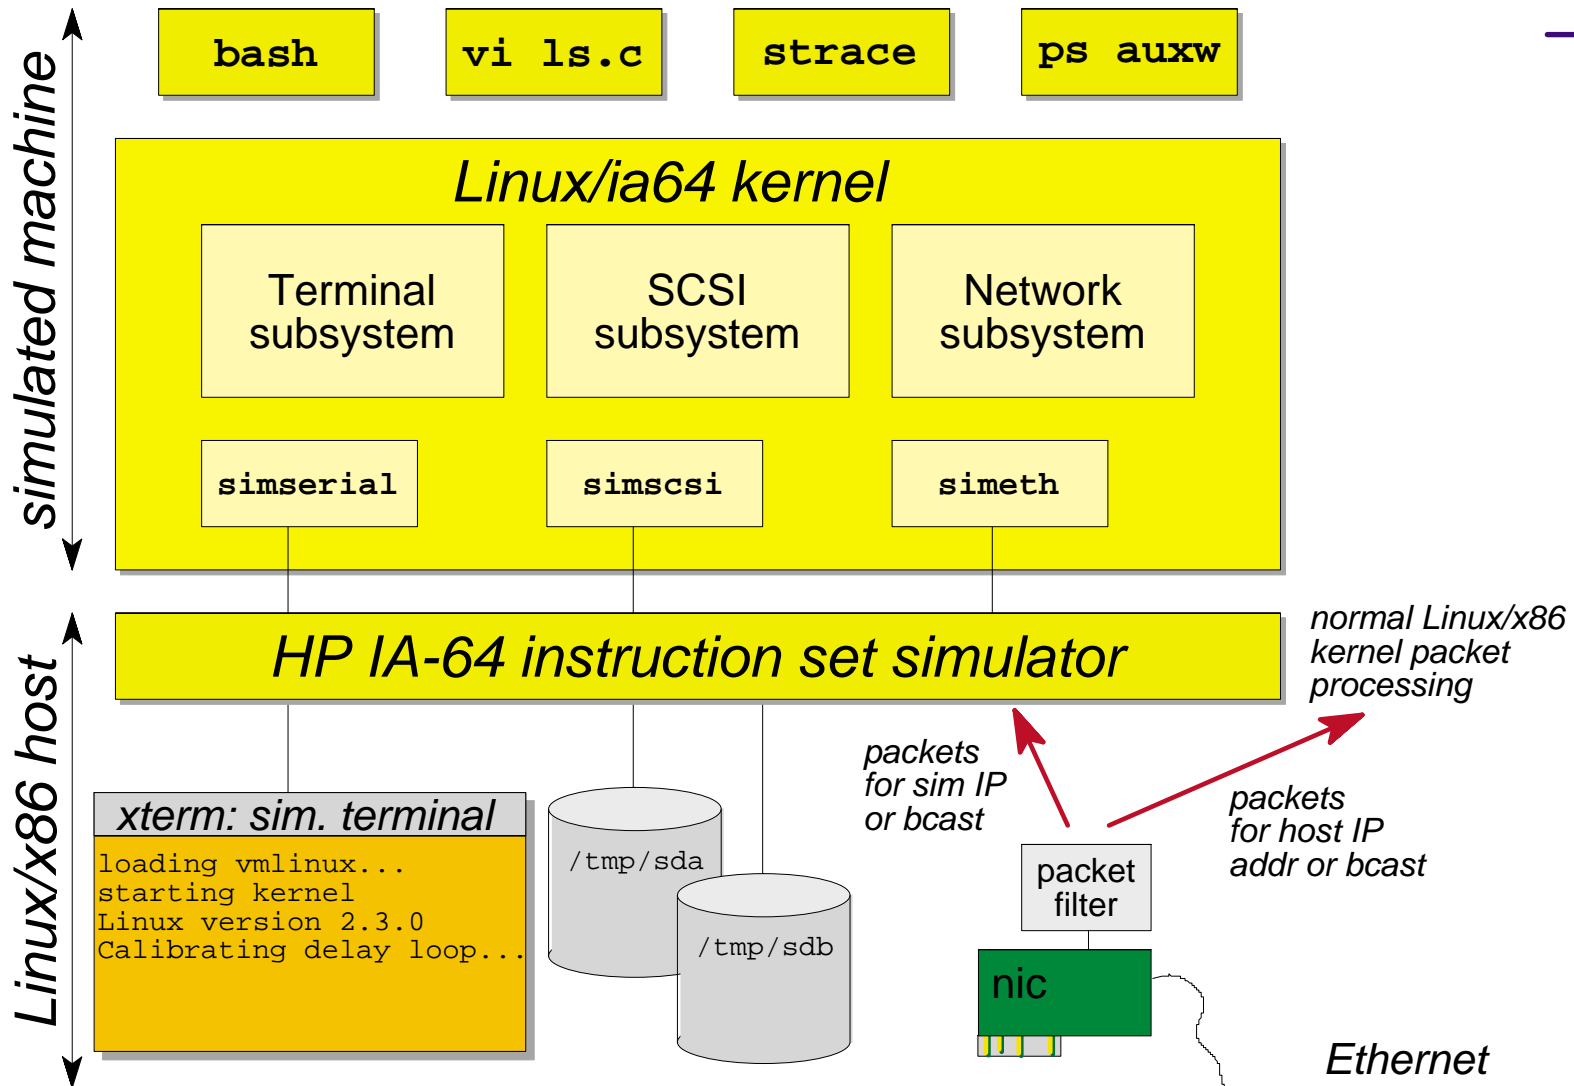 simulated machine
bash
vi ls.c
strace
ps auxw
Linux/ia64 kernel
Terminal
subsystem
SCSI
subsystem
Network
subsystem
simserial
simscsi
simeth
Linux/x86 host
HP IA-64 instruction set simulator
normal Linux/x86
kernel packet
processing
packets
for sim IP
or bcast
packets
for host IP
addr or bcast
xterm: sim. terminal
loading vmlinux...
starting kernel
Linux version 2.3.0
Calibrating delay loop...
/tmp/sda
/tmp/sdb
packet
filter
nic
Ethernet